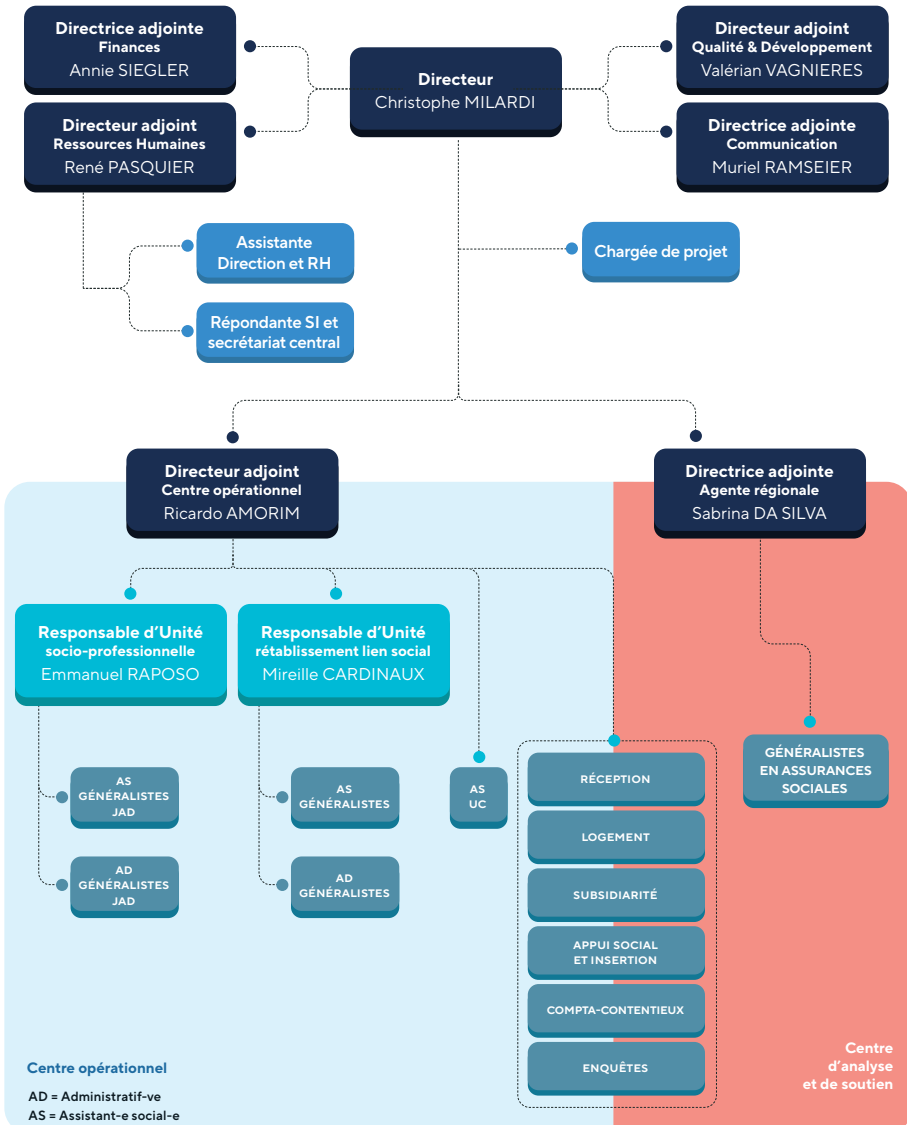 Directrice adjointe
Finances
Annie SIEGLER
Directeur adjoint
Ressources Humaines
René PASQUIER
Directeur
Christophe MILARDI
Directeur adjoint
Qualité & Développement
Valérian VAGNIERES
Directrice adjointe
Communication
Muriel RAMSEIER
Assistante
Direction et RH
Répondante SI et
secrétariat central
Chargée de projet
Directeur adjoint
Centre opérationnel
Ricardo AMORIM
Directrice adjointe
Agente régionale
Sabrina DA SILVA
Responsable d'Unité
socio-professionnelle
Emmanuel RAPOSO
Responsable d'Unité
rétablissement lien social
Mireille CARDINAUX
AS
GÉNÉRALISTES
JAD
AD
GÉNÉRALISTES
JAD
AS
GÉNÉRALISTES
AD
GÉNÉRALISTES
AS
UC
RÉCEPTION
LOGEMENT
SUBSIDIARITÉ
APPUI SOCIAL
ET INSERTION
COMPTA-CONTENTIEUX
ENQUÊTES
GÉNÉRALISTES
EN ASSURANCES
SOCIALES
Centre opérationnel
AD = Administratif-ve
AS = Assistant-e social-e
Centre
d'analyse
et de soutien